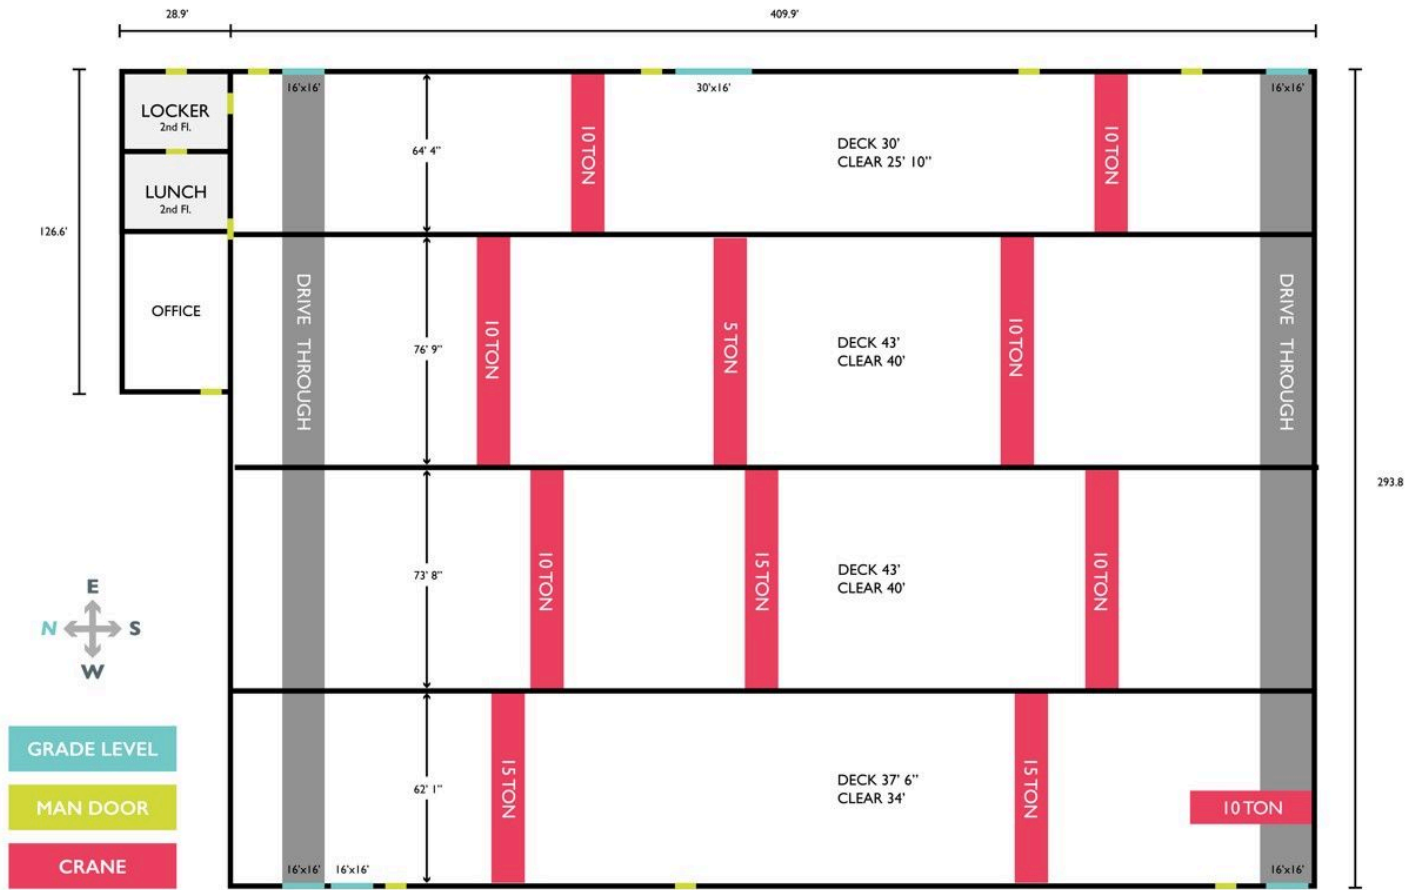 28.9'
409.9'
16'x16'
30'x16'
16'x16'
LOCKER
2nd Fl.
LUNCH
2nd Fl.
OFFICE
126.6'
64' 4"
10 TON
DECK 30'
CLEAR 25' 10"
10 TON
DRIVE THROUGH
76' 9"
10 TON
5 TON
DECK 43'
CLEAR 40'
10 TON
DRIVE THROUGH
293.8
73' 8"
10 TON
15 TON
DECK 43'
CLEAR 40'
10 TON
E
N
S
W
62' 1"
15 TON
DECK 37' 6"
CLEAR 34'
15 TON
10 TON
16'x16'
16'x16'
16'x16'
GRADE LEVEL
MAN DOOR
CRANE